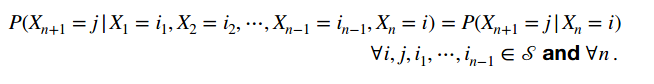 P(X_{n+1} = j | X_1 = i_1, X_2 = i_2, ⋯, X_{n−1} = i_{n−1}, X_n = i) = P(X_{n+1} = j | X_n = i)
∀i, j, i_1, ⋯, i_{n−1} ∈ 𝒮 and ∀n .